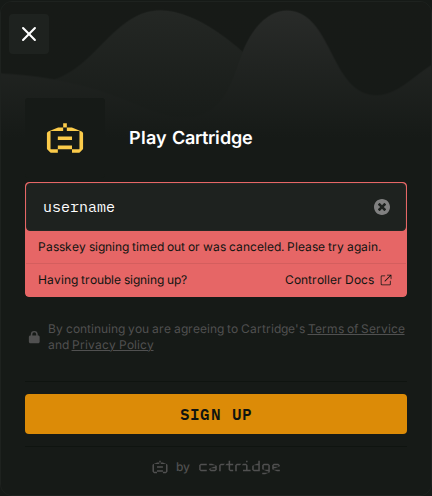 Play Cartridge
username
Passkey signing timed out or was canceled. Please try again.
Having trouble signing up? Controller Docs
By continuing you are agreeing to Cartridge's Terms of Service
and Privacy Policy
SIGN UP
by cartridge